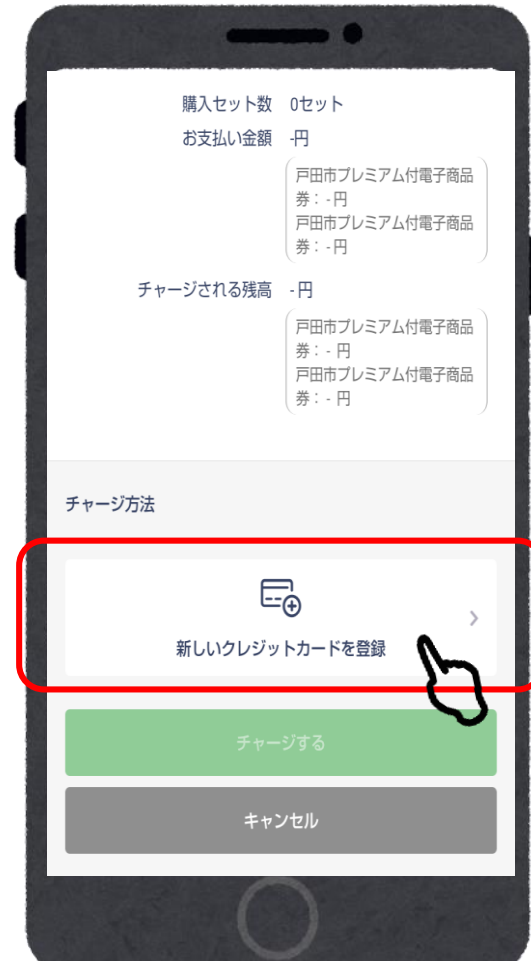 購入セット数 0セット
お支払い金額 -円
戸田市プレミアム付電子商品
券：- 円
戸田市プレミアム付電子商品
券：- 円
チャージされる残高 - 円
戸田市プレミアム付電子商品
券：- 円
戸田市プレミアム付電子商品
券：- 円
チャージ方法
新しいクレジットカードを登録
チャージする
キャンセル